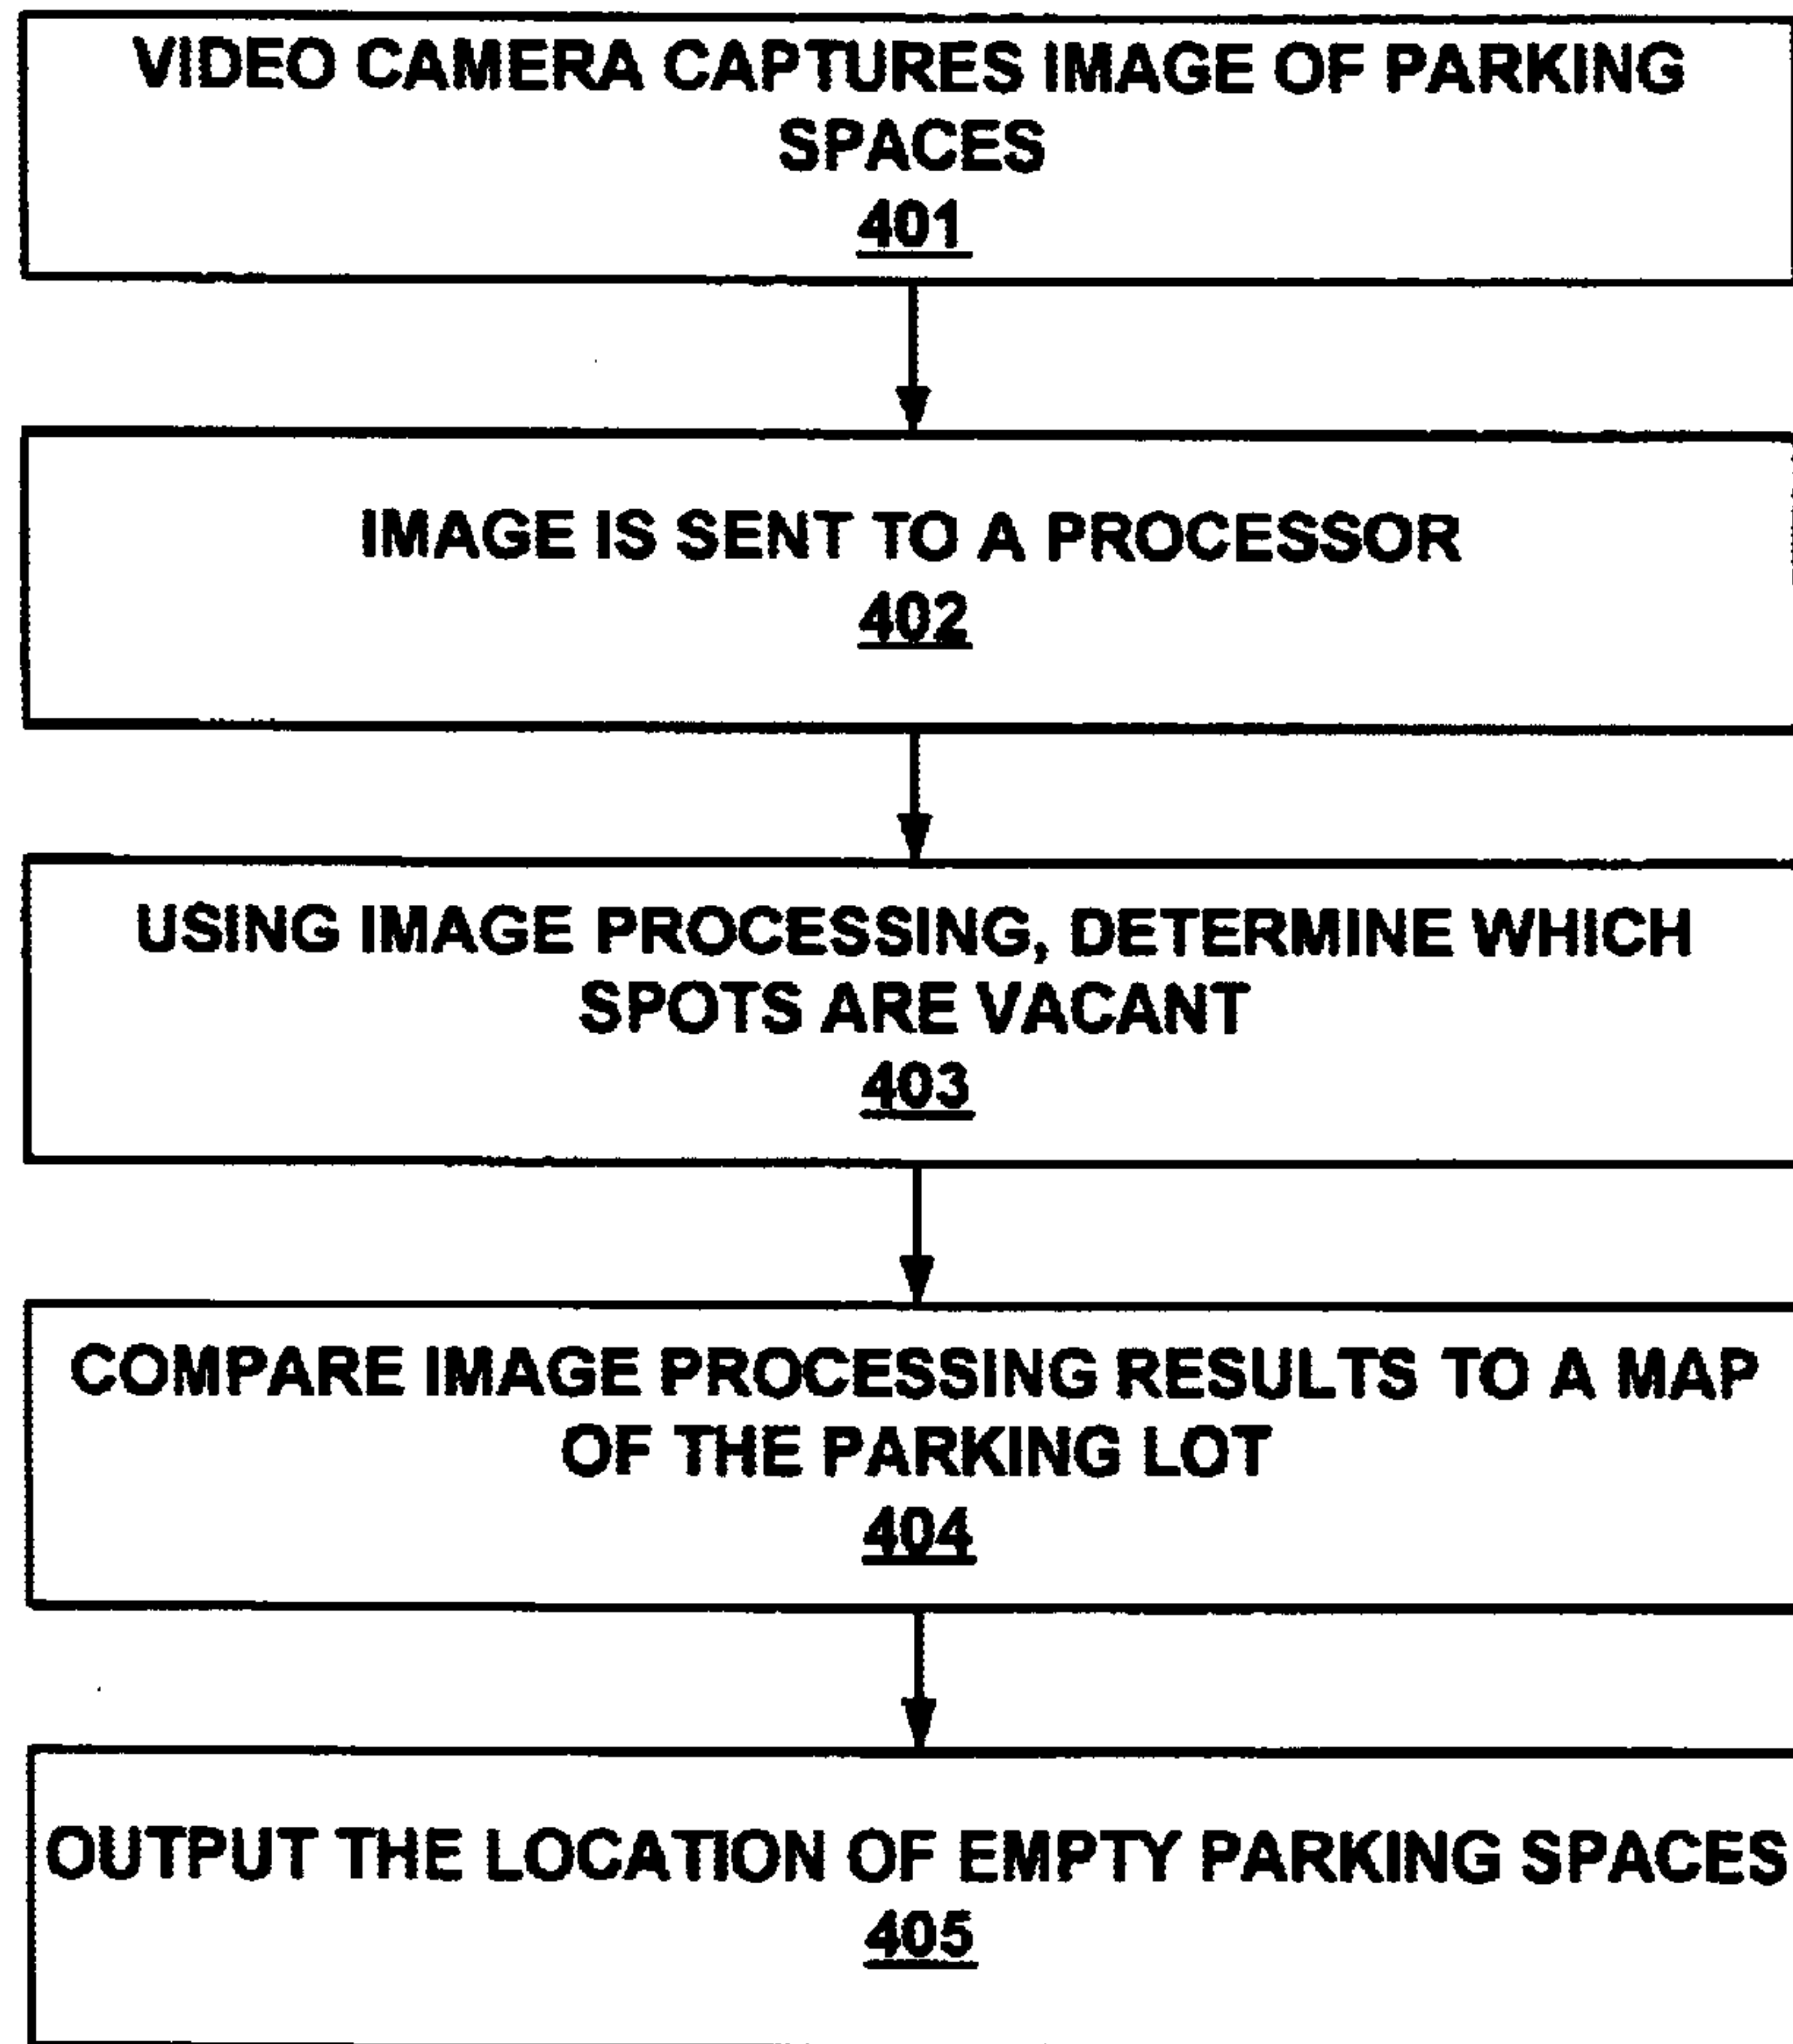 VIDEO CAMERA CAPTURES IMAGE OF PARKING
SPACES
401
IMAGE IS SENT TO A PROCESSOR
402
USING IMAGE PROCESSING, DETERMINE WHICH
SPOTS ARE VACANT
403
COMPARE IMAGE PROCESSING RESULTS TO A MAP
OF THE PARKING LOT
404
OUTPUT THE LOCATION OF EMPTY PARKING SPACES
405